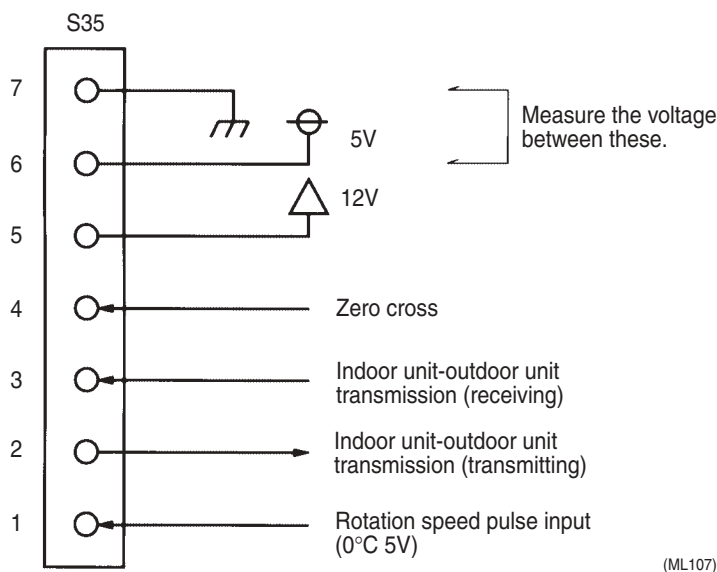 S35
7
6
5V
Measure the voltage
between these.
5
12V
4
Zero cross
3
Indoor unit-outdoor unit
transmission (receiving)
2
Indoor unit-outdoor unit
transmission (transmitting)
1
Rotation speed pulse input
(0°C 5V)
(ML107)